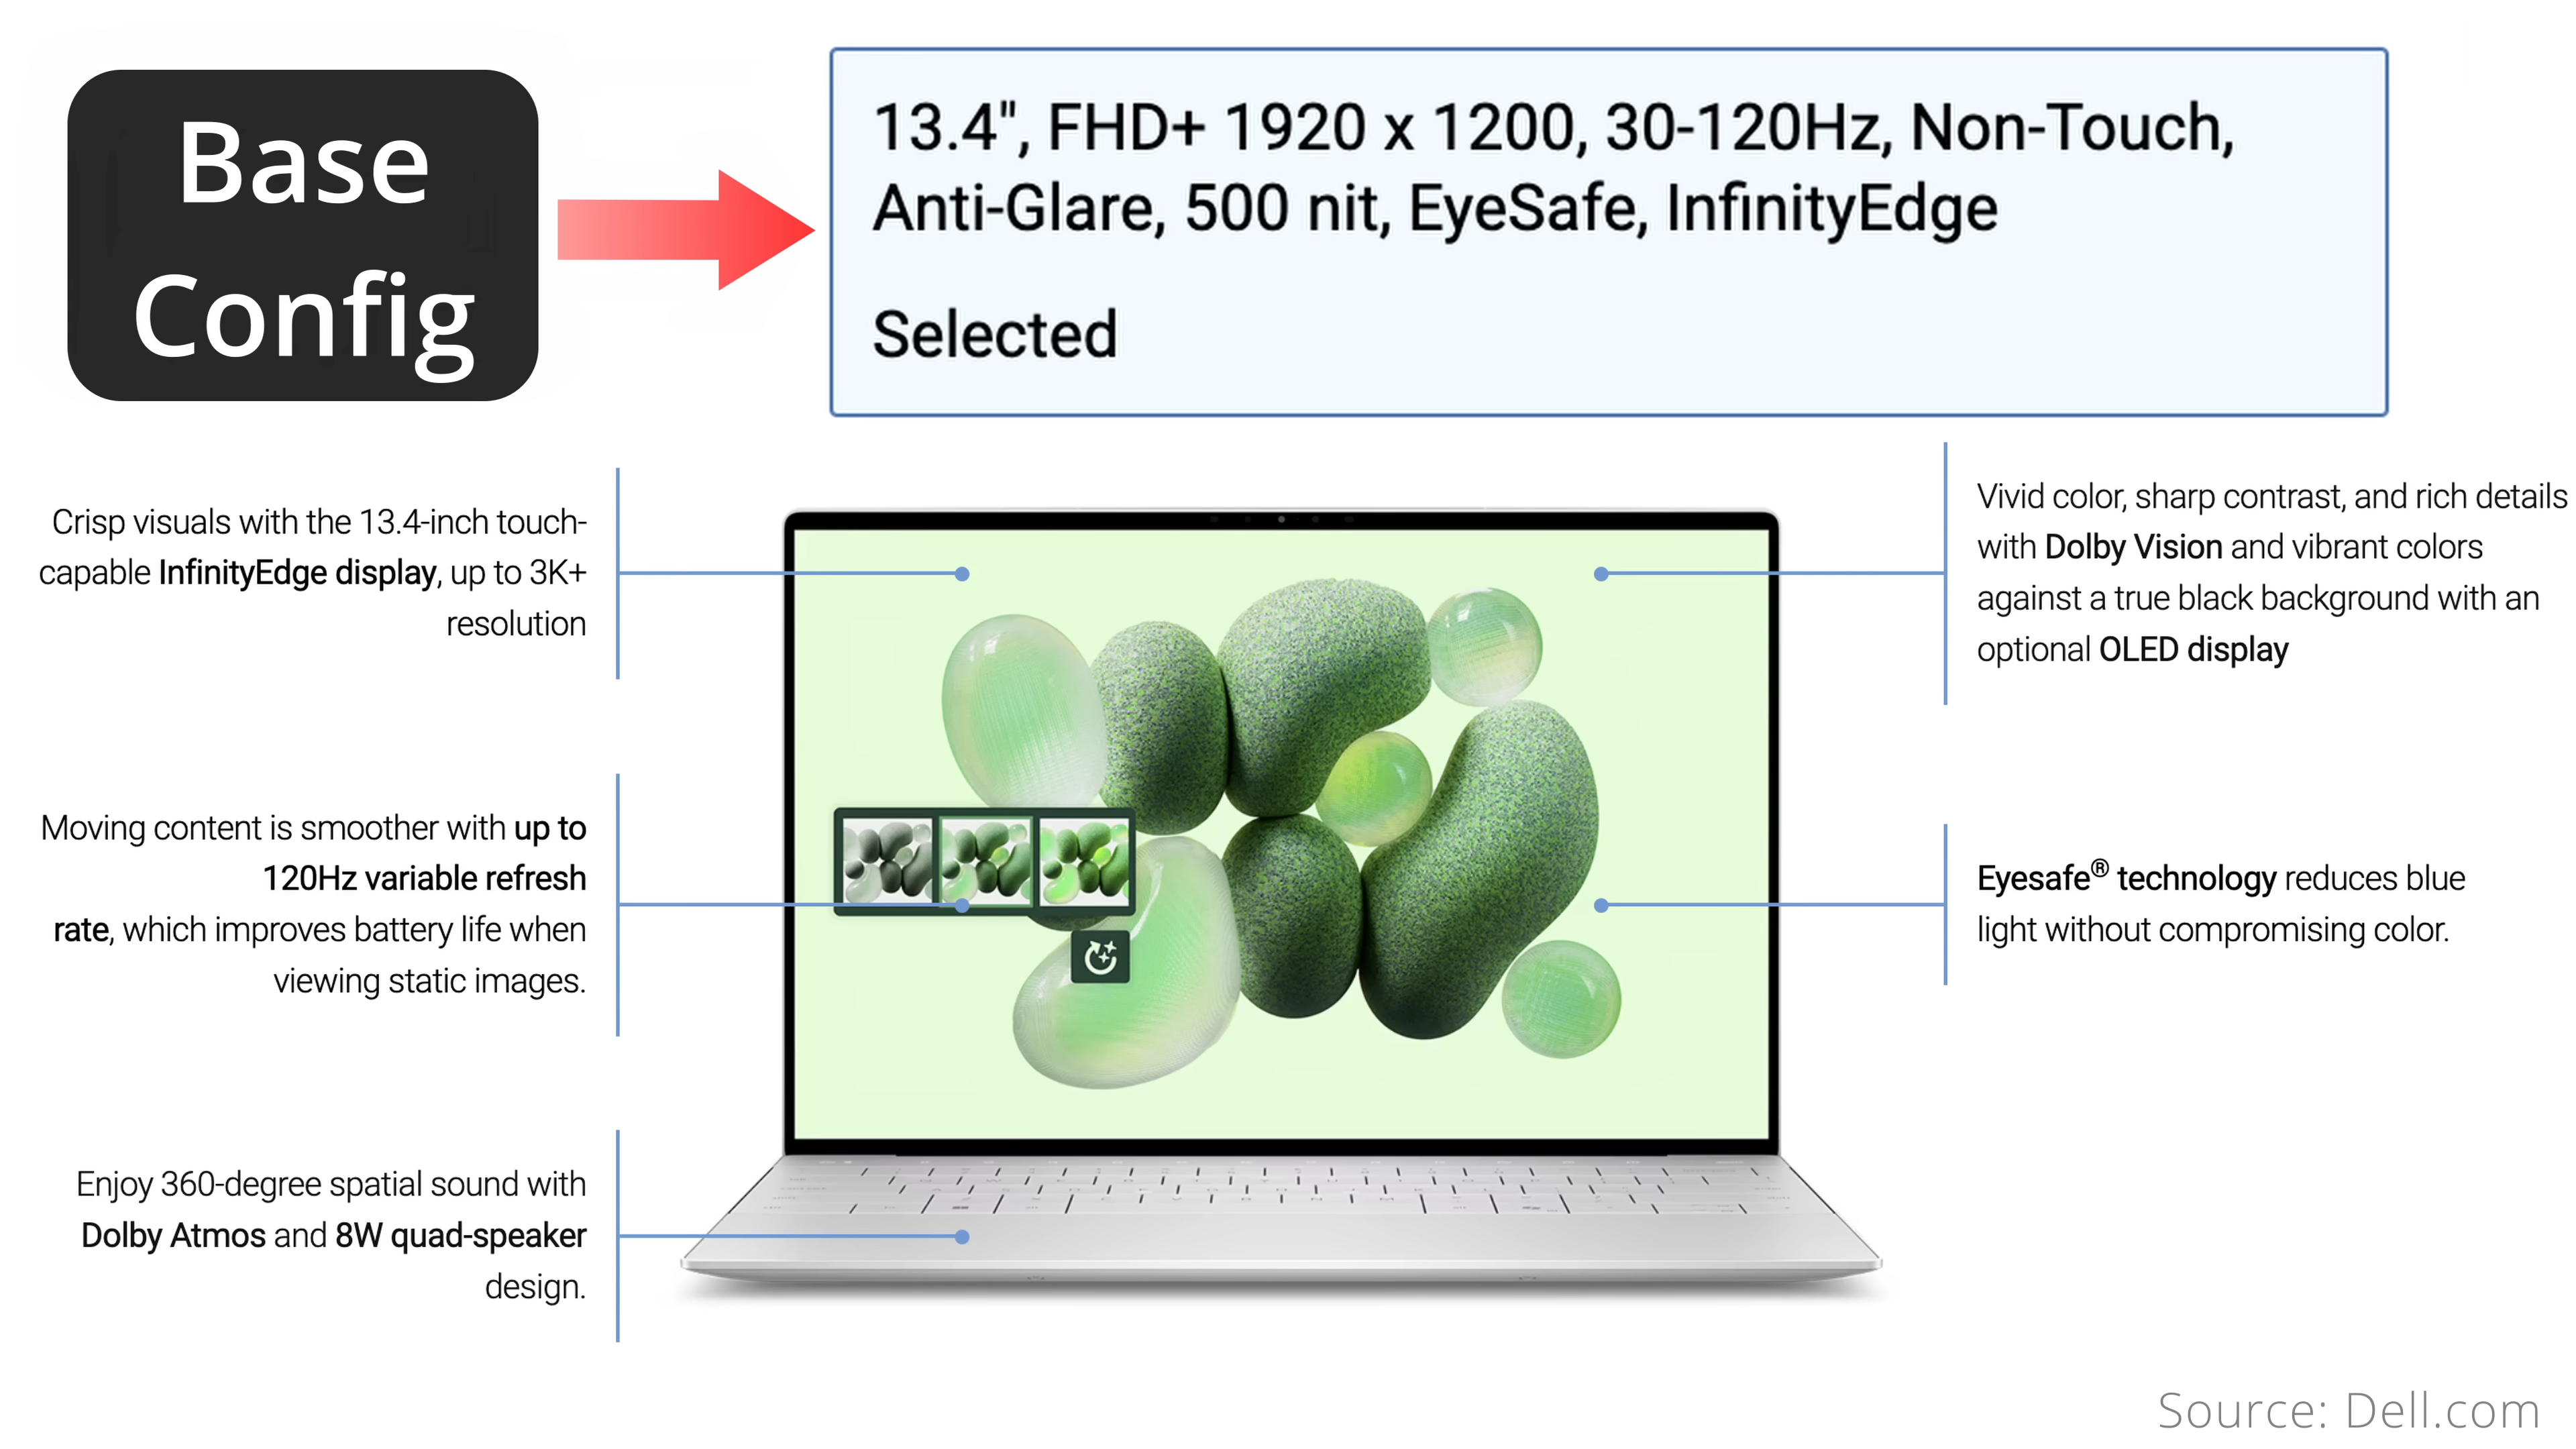 Base
Config
13.4", FHD+ 1920 x 1200, 30-120Hz, Non-Touch,
Anti-Glare, 500 nit, EyeSafe, InfinityEdge
Selected
Crisp visuals with the 13.4-inch touch-
capable InfinityEdge display, up to 3K+
resolution
Vivid color, sharp contrast, and rich details
with Dolby Vision and vibrant colors
against a true black background with an
optional OLED display
Moving content is smoother with up to
120Hz variable refresh
rate, which improves battery life when
viewing static images.
Eyesafe® technology reduces blue
light without compromising color.
Enjoy 360-degree spatial sound with
Dolby Atmos and 8W quad-speaker
design.
Source: Dell.com